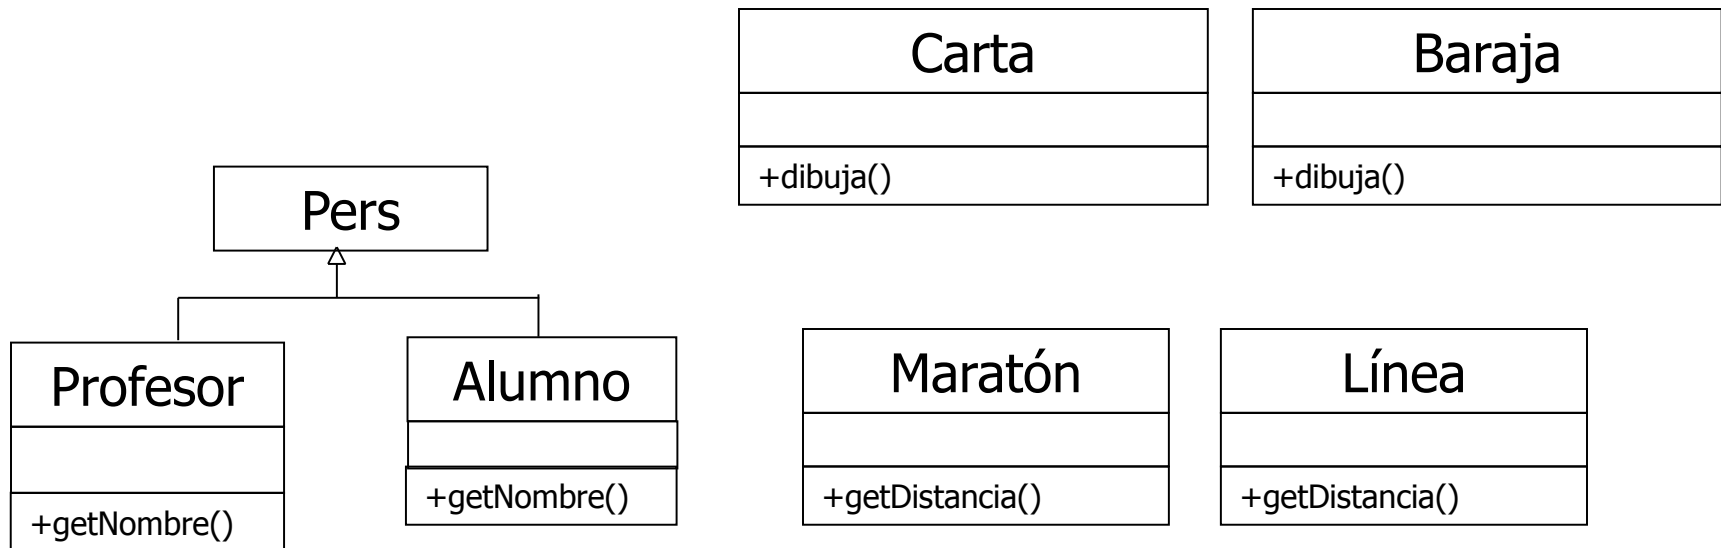 Pers
Profesor
+getNombre()
Alumno
+getNombre()
Carta
+dibuja()
Baraja
+dibuja()
Maratón
+getDistancia()
Línea
+getDistancia()